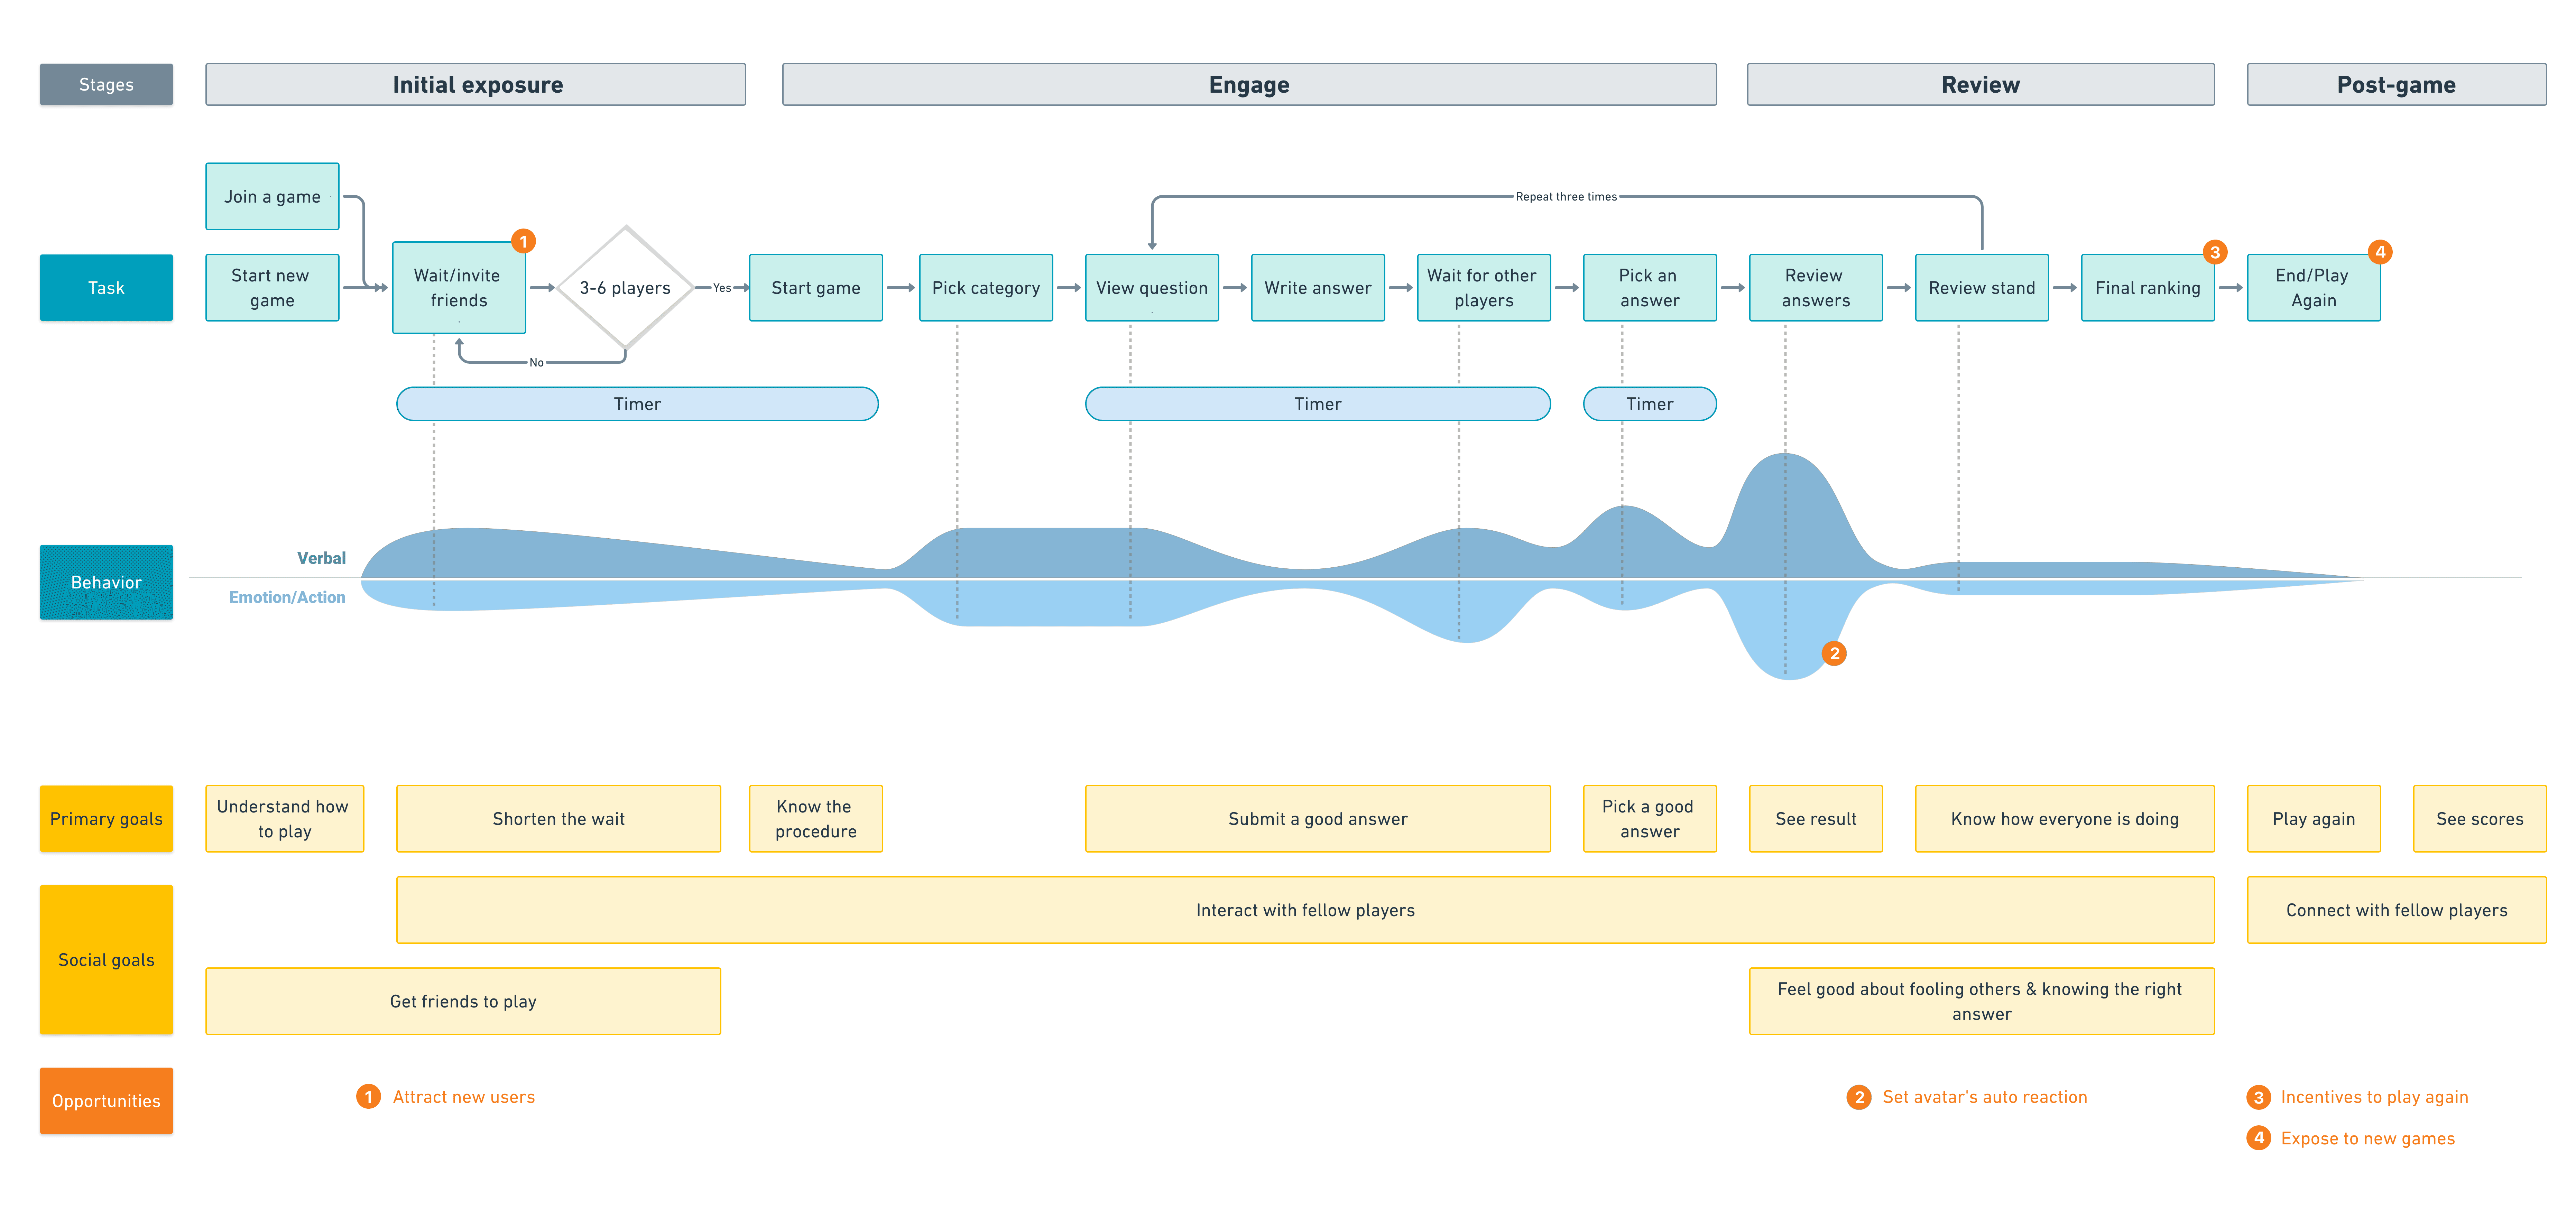 Stages
Initial exposure
Engage
Review
Post-game
Join a game
Repeat three times
Task
Start new
game
Wait/invite
friends
1
3-6 players
Yes
No
Start game
Pick category
View question
Write answer
Wait for other
players
Pick an
answer
Review
answers
Review stand
Final ranking
3
End/Play
Again
4
Timer
Timer
Timer
Behavior
Verbal
Emotion/Action
2
Primary goals
Understand how
to play
Shorten the wait
Know the
procedure
Submit a good answer
Pick a good
answer
See result
Know how everyone is doing
Play again
See scores
Social goals
Interact with fellow players
Connect with fellow players
Get friends to play
Feel good about fooling others & knowing the right
answer
Opportunities
1 Attract new users
2 Set avatar's auto reaction
3 Incentives to play again
4 Expose to new games